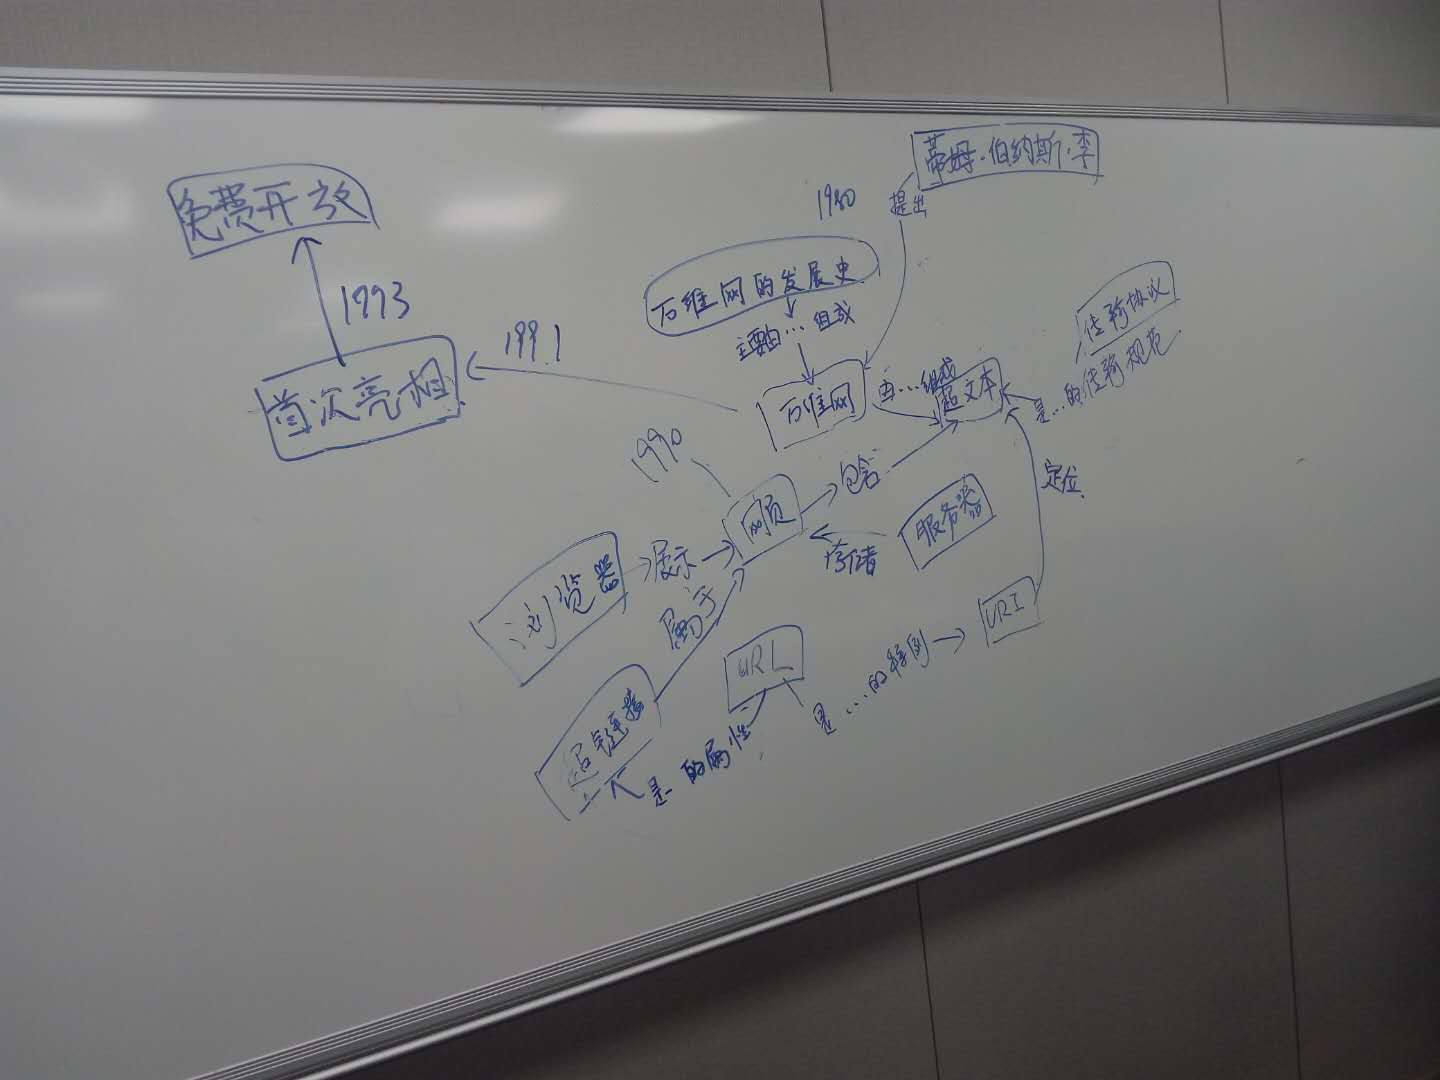 蒂姆·伯纳斯·李
免费开放
1980
提出
万维网的发展史
1993
主要由…组成
传输协议
1991
首次亮相
万维网
由…组成
超文本
是…的传输规范
1990
网页
包含
定位
服务器
浏览器
展示
存储着
属于
URI
URL
是…的特例
超链接
是…的属性